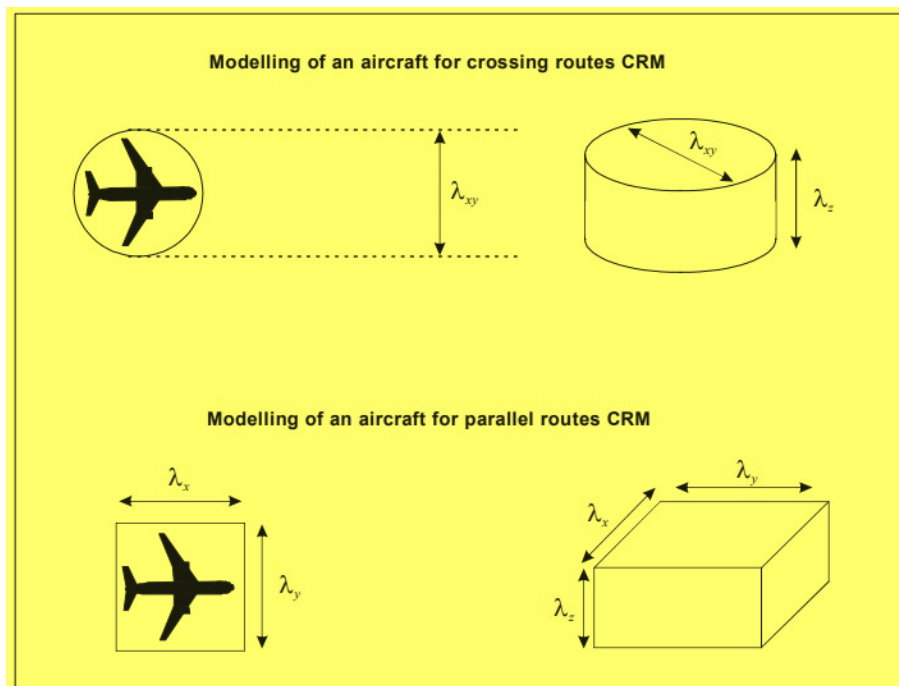 Modelling of an aircraft for crossing routes CRM
λxy
λxy
λz
Modelling of an aircraft for parallel routes CRM
λx
λy
λy
λx
λz